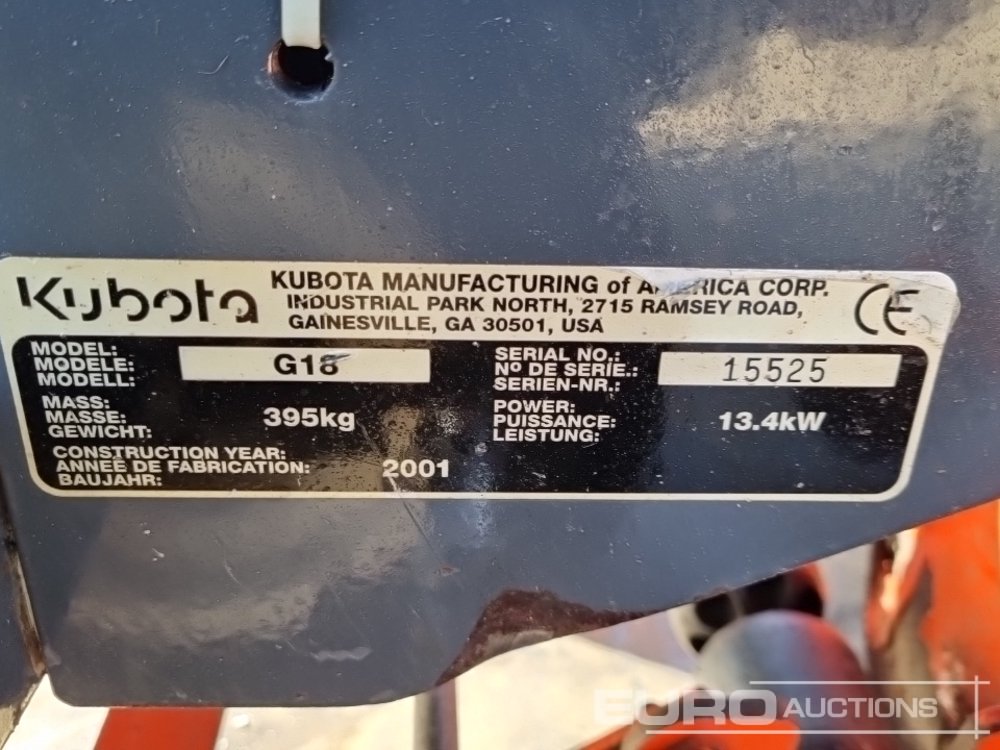 Kubota
KUBOTA MANUFACTURING of AMERICA CORP.
INDUSTRIAL PARK NORTH, 2715 RAMSEY ROAD,
GAINESVILLE, GA 30501, USA
CE
MODEL:
MODELE:
MODELL:
G18
SERIAL NO.:
Nº DE SERIE.:
SERIEN-NR.:
15525
MASS:
MASSE:
GEWICHT:
395kg
POWER:
PUISSANCE:
LEISTUNG:
13.4kW
CONSTRUCTION YEAR:
ANNEE DE FABRICATION:
BAUJAHR:
2001
EURO AUCTIONS